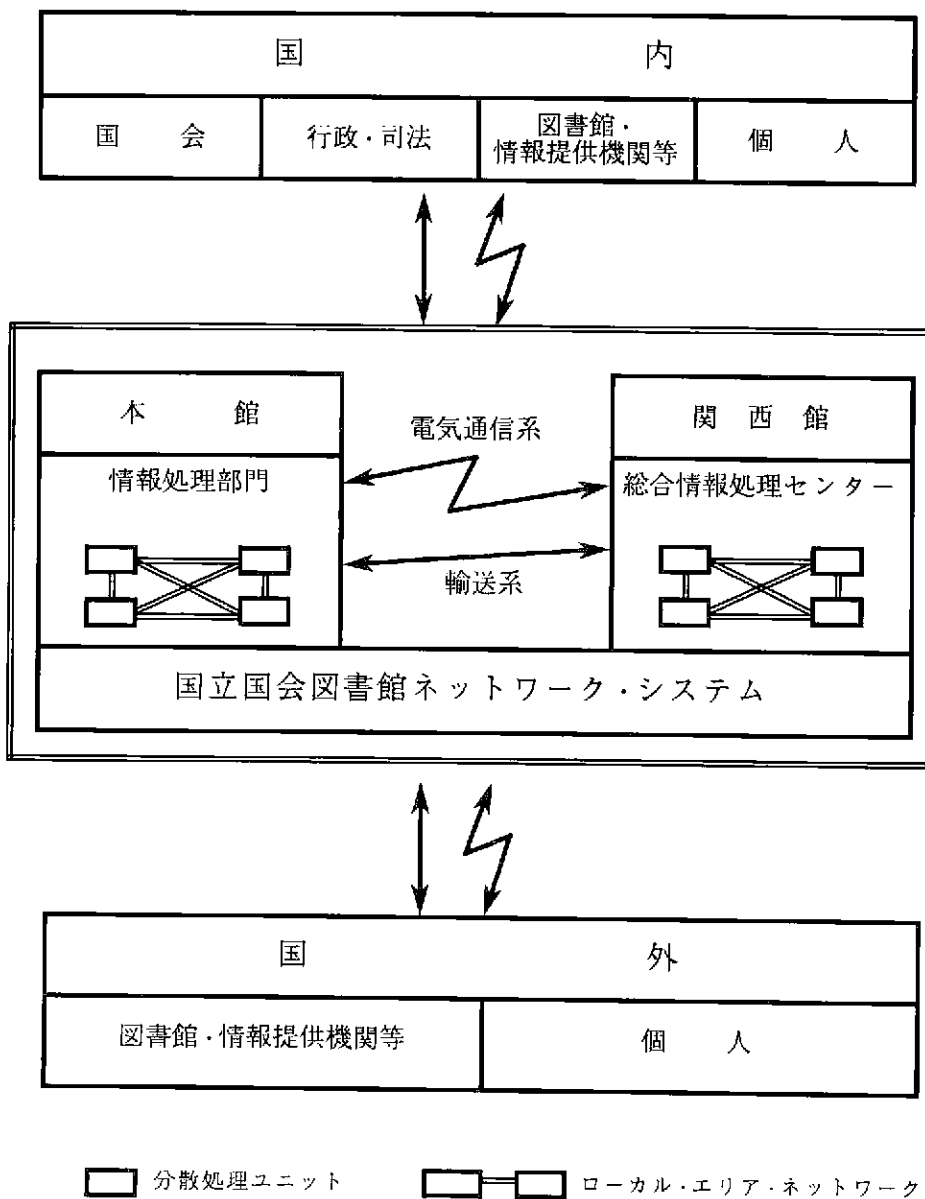 国　内
国　会
行政・司法
図書館・
情報提供機関等
個　人
本　館
電気通信系
関西館
情報処理部門
総合情報処理センター
輸送系
国立国会図書館ネットワーク・システム
国　外
図書館・情報提供機関等
個　人
分散処理ユニット
ローカル・エリア・ネットワーク